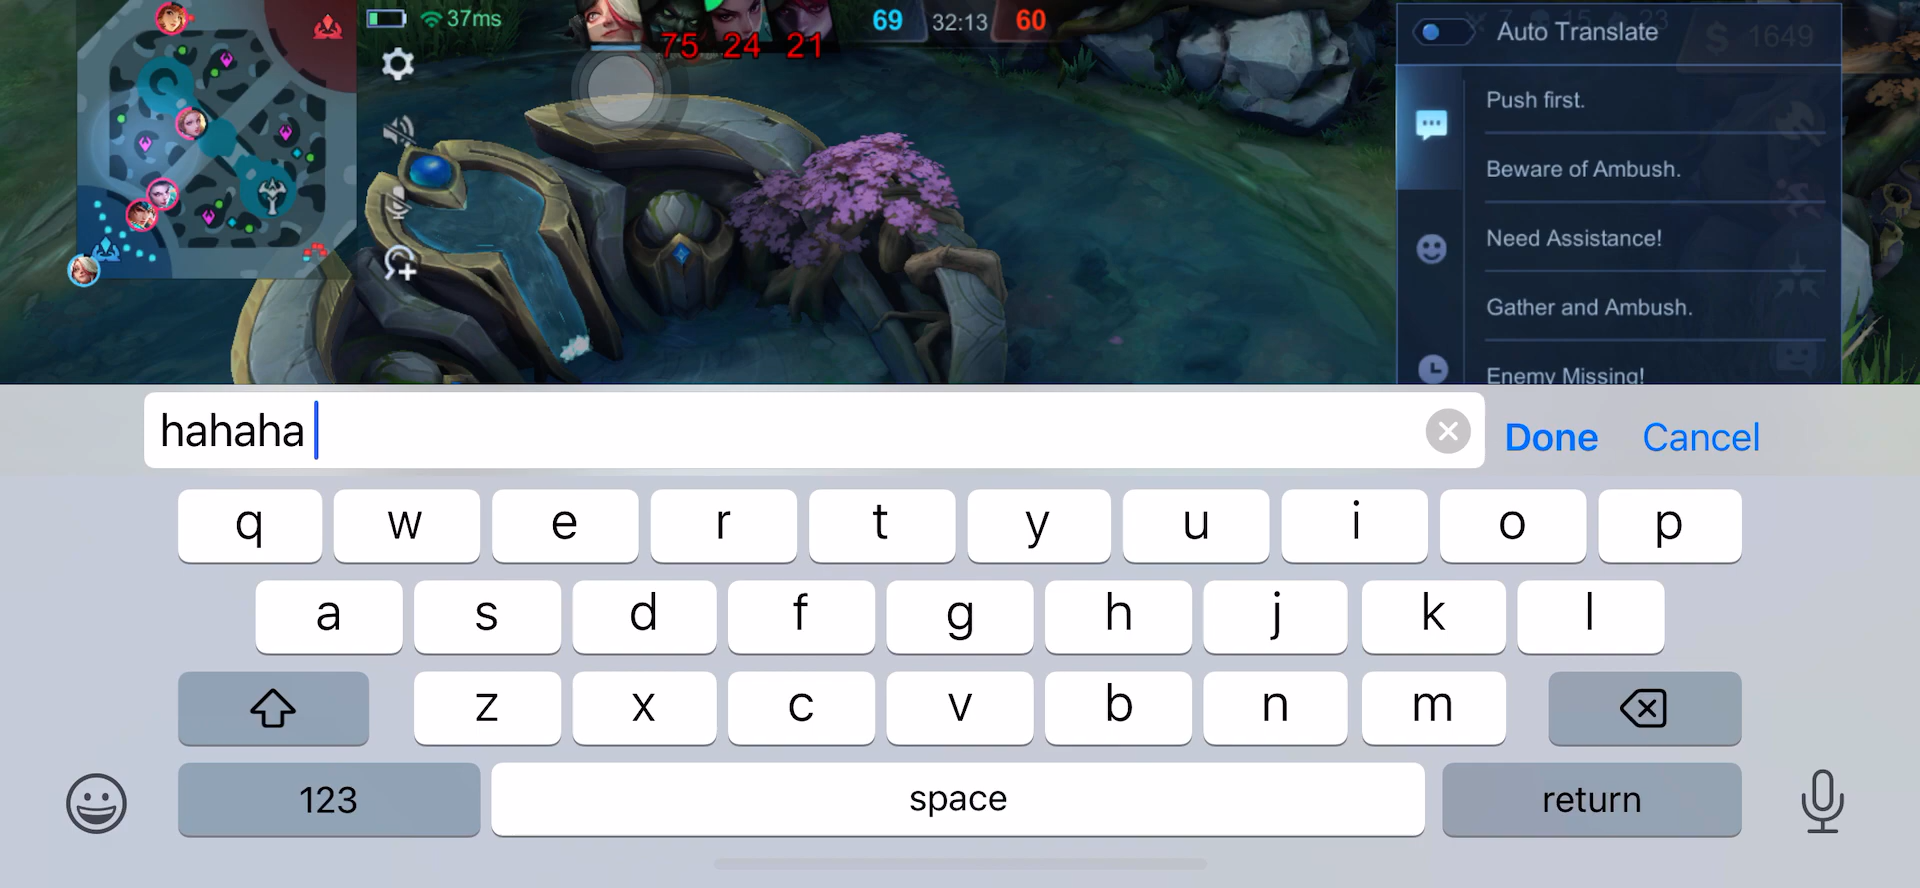 37ms
75 24 21
69 32:13 60
Auto Translate
1649
Push first.
Beware of Ambush.
Need Assistance!
Gather and Ambush.
Enemy Missing!
hahaha
Done Cancel
q w e r t y u i o p
a s d f g h j k l
z x c v b n m
123 space return